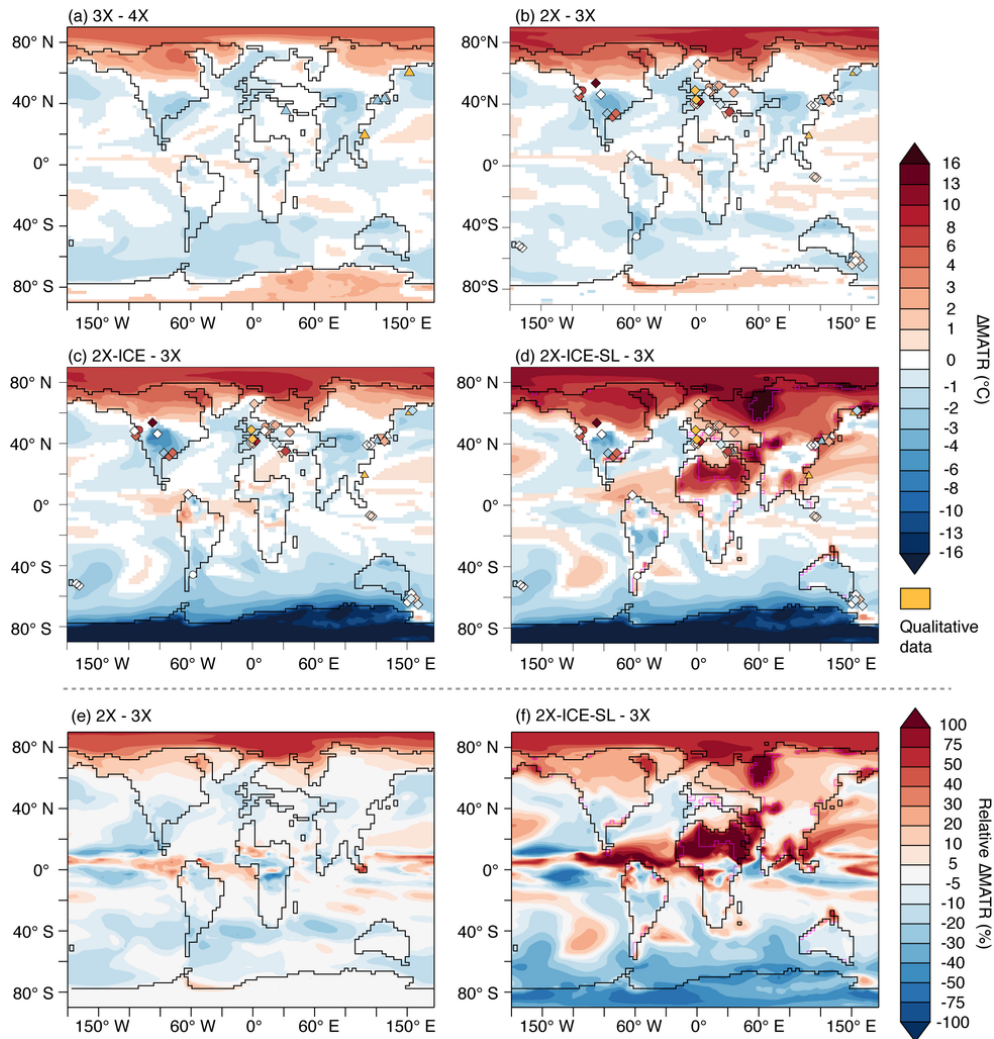 (a) 3X - 4X
(b) 2X - 3X
80° N
40° N
0°
40° S
80° S
150° W
60° W
0°
60° E
150° E
80° N
40° N
0°
40°S
80°S
150° W
60° W
0°
60° E
150° E
(c) 2X-ICE - 3X
(d) 2X-ICE-SL - 3X
80° N
40° N
0°
40° S
80° S
150° W
60° W
0°
60° E
150° E
80° N
40° N
0°
40° S
80° S
150° W
60° W
0°
60° E
150° E
16
13
10
8
6
4
3
2
1
0
-1
-2
-3
-4
-6
-8
-10
-13
-16
ΔMATR (°C)
Qualitative
data
(e) 2X - 3X
(f) 2X-ICE-SL - 3X
80° N
40° N
0°
40° S
80° S
150° W
60° W
0°
60° E
150° E
80° N
40° N
0°
40° S
80° S
150° W
60° W
0°
60° E
150° E
100
75
50
40
30
20
10
5
-5
-10
-20
-30
-40
-50
-75
-100
Relative ΔMATR (%)